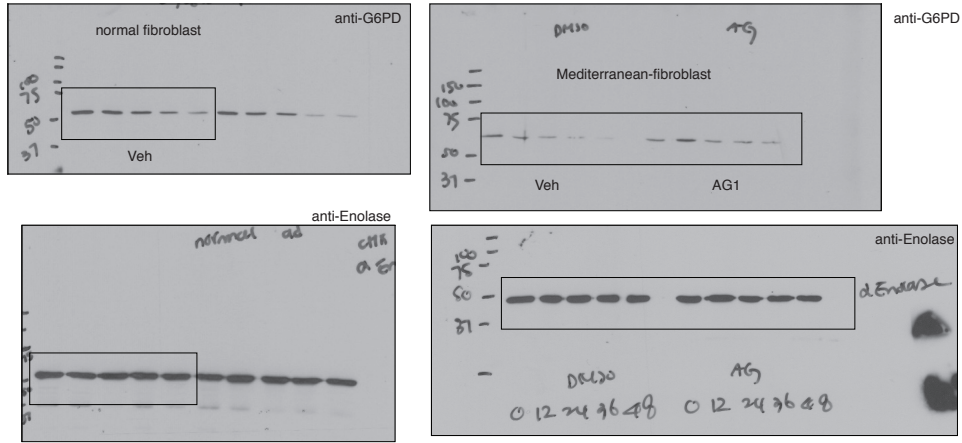 anti-G6PD
normal fibroblast
100
75
50
37
Veh
anti-G6PD
DMSO AG
Mediterranean-fibroblast
150
100
75
50
37
Veh AG1
anti-Enolase
normal
α En
anti-Enolase
100
75
50
37
α Enolase
DMSO AG
0 12 24 36 48 0 12 24 36 48